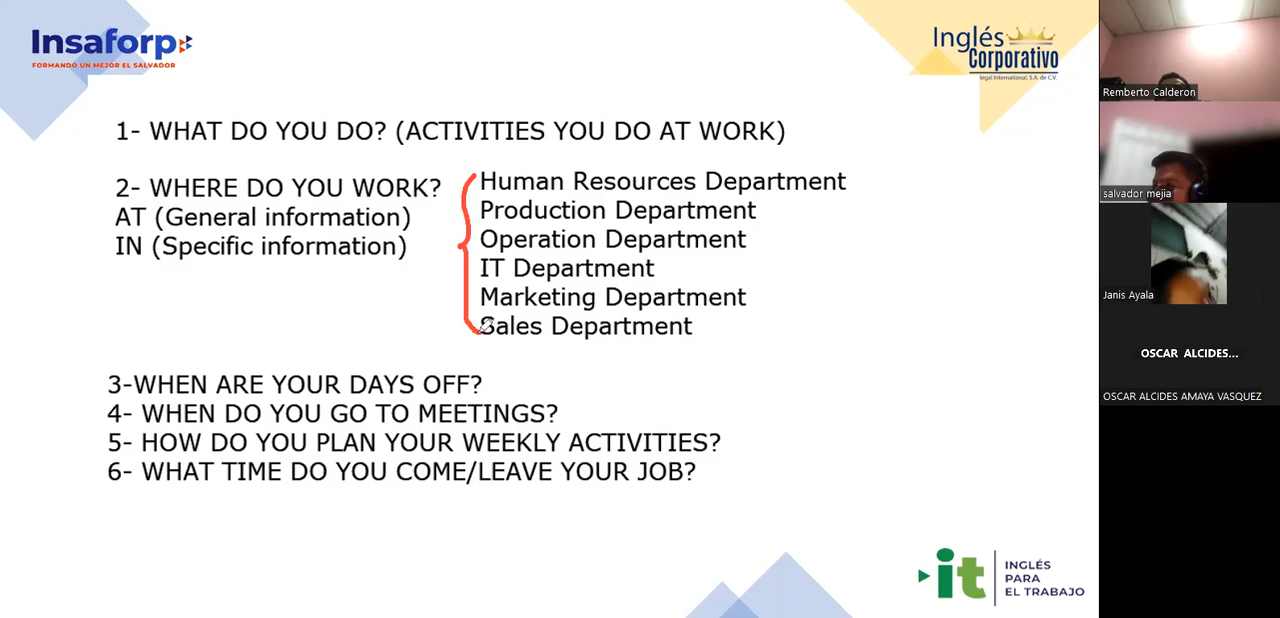 Insaforp
FORMANDO UN MEJOR EL SALVADOR
Inglés
Corporativo
legal International, S.A. de C.V.
1- WHAT DO YOU DO? (ACTIVITIES YOU DO AT WORK)
2- WHERE DO YOU WORK?
AT (General information)
IN (Specific information)
Human Resources Department
Production Department
Operation Department
IT Department
Marketing Department
Sales Department
3-WHEN ARE YOUR DAYS OFF?
4- WHEN DO YOU GO TO MEETINGS?
5- HOW DO YOU PLAN YOUR WEEKLY ACTIVITIES?
6- WHAT TIME DO YOU COME/LEAVE YOUR JOB?
it
INGLÉS
PARA
EL TRABAJO
Remberto Calderon
salvador mejia
Janis Ayala
OSCAR ALCIDES...
OSCAR ALCIDES AMAYA VASQUEZ